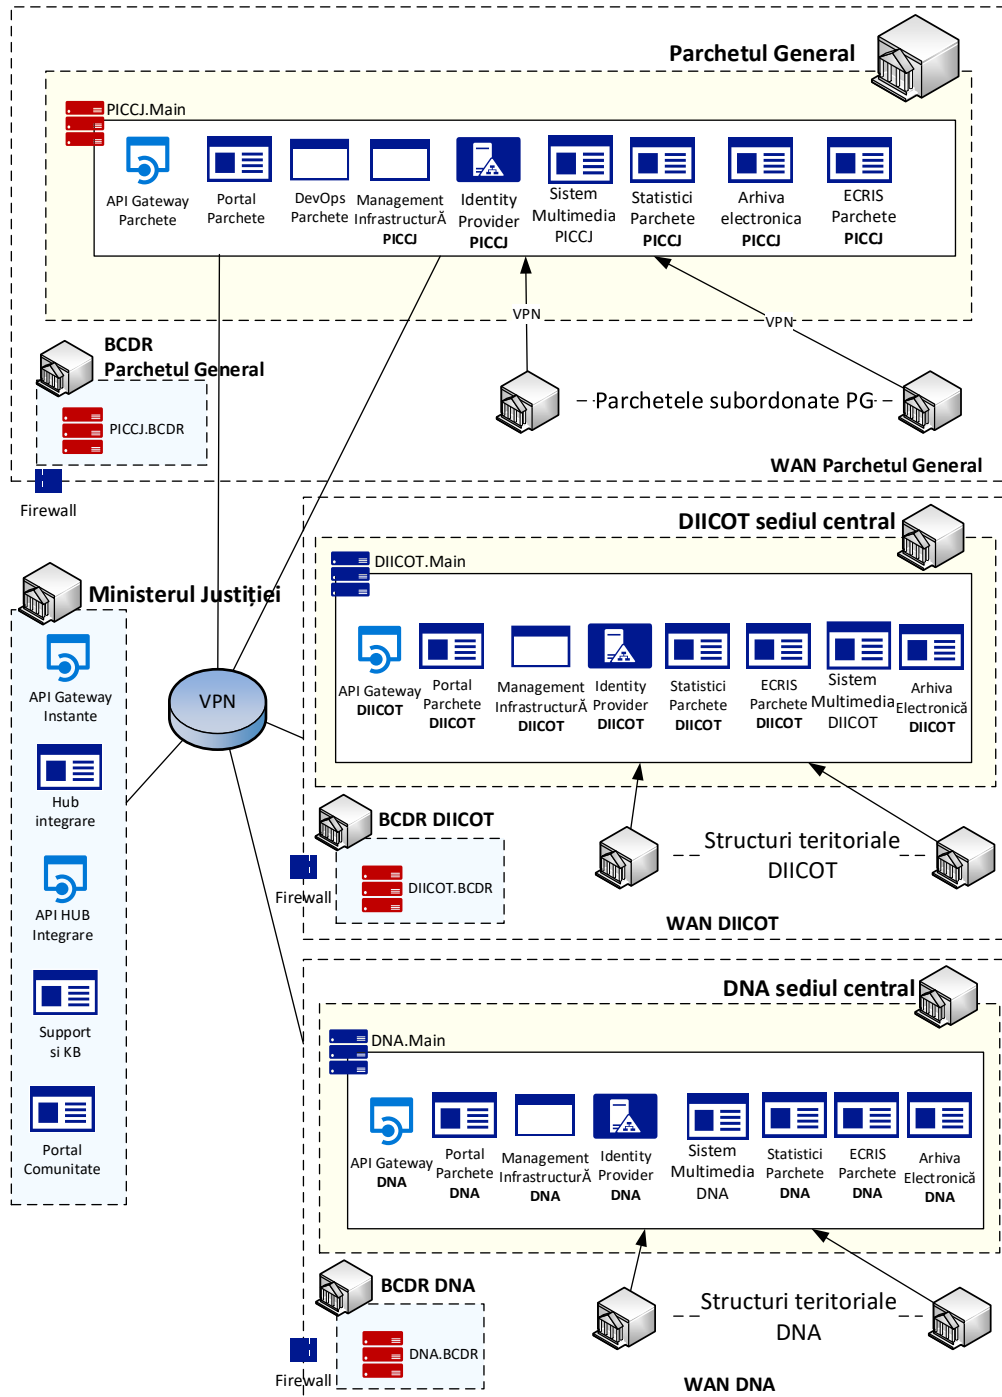 Parchetul General
PICCJ.Main
API Gateway
Parchete
Portal
Parchete
DevOps
Parchete
Management
InfrastructurĂ
PICCJ
Identity
Provider
PICCJ
Sistem
Multimedia
PICCJ
Statistici
Parchete
PICCJ
Arhiva
electronica
PICCJ
ECRIS
Parchete
PICCJ
VPN
VPN
BCDR
Parchetul General
PICCJ.BCDR
Parchetele subordonate PG
WAN Parchetul General
Firewall
DIICOT sediul central
DIICOT.Main
API Gateway
DIICOT
Portal
Parchete
DIICOT
Management
InfrastructurĂ
DIICOT
Identity
Provider
DIICOT
Statistici
Parchete
DIICOT
ECRIS
Parchete
DIICOT
Sistem
Multimedia
DIICOT
Arhiva
Electronică
DIICOT
Ministerul Justiției
API Gateway
Instante
Hub
integrare
API HUB
Integrare
Support
si KB
Portal
Comunitate
VPN
BCDR DIICOT
DIICOT.BCDR
Firewall
Structuri teritoriale
DIICOT
WAN DIICOT
DNA sediul central
DNA.Main
API Gateway
DNA
Portal
Parchete
DNA
Management
InfrastructurĂ
DNA
Identity
Provider
DNA
Sistem
Multimedia
DNA
Statistici
Parchete
DNA
ECRIS
Parchete
DNA
Arhiva
Electronică
DNA
BCDR DNA
DNA.BCDR
Firewall
Structuri teritoriale
DNA
WAN DNA